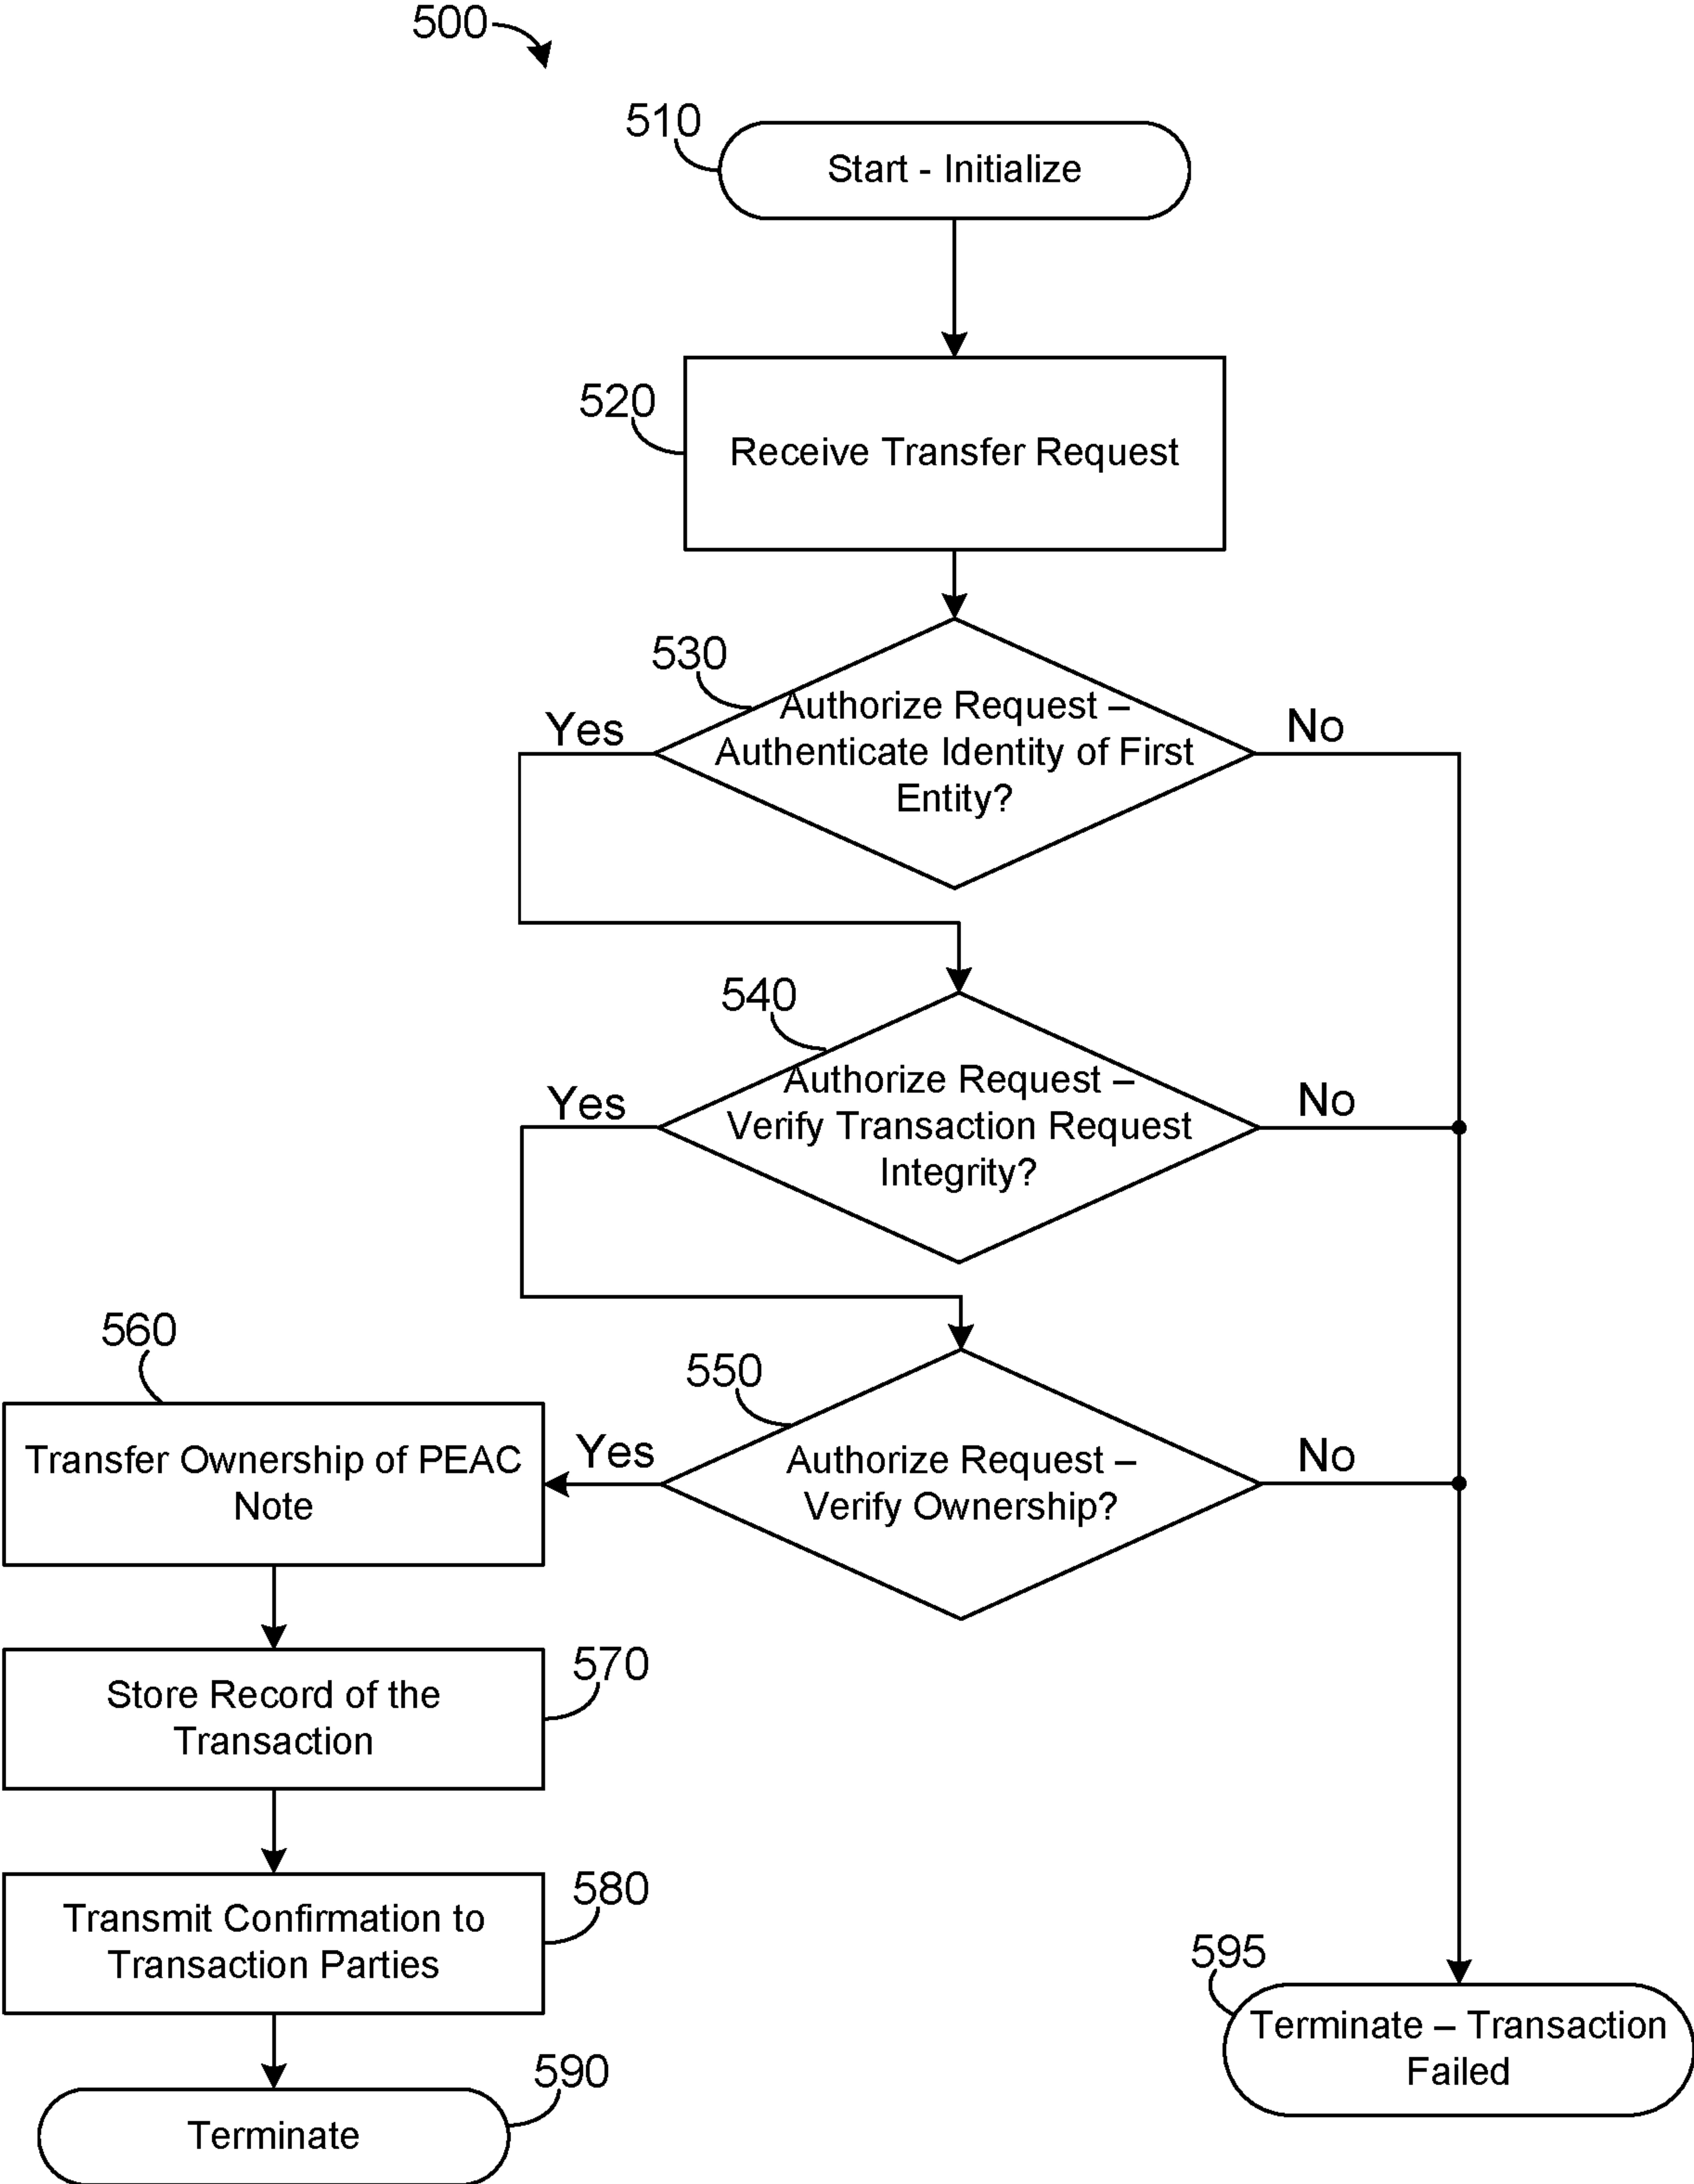 500
510
Start - Initialize
520
Receive Transfer Request
530
Authorize Request –
Authenticate Identity of First
Entity?
Yes
No
540
Authorize Request –
Verify Transaction Request
Integrity?
Yes
No
550
Authorize Request –
Verify Ownership?
Yes
No
560
Transfer Ownership of PEAC
Note
570
Store Record of the
Transaction
580
Transmit Confirmation to
Transaction Parties
590
Terminate
595
Terminate – Transaction
Failed